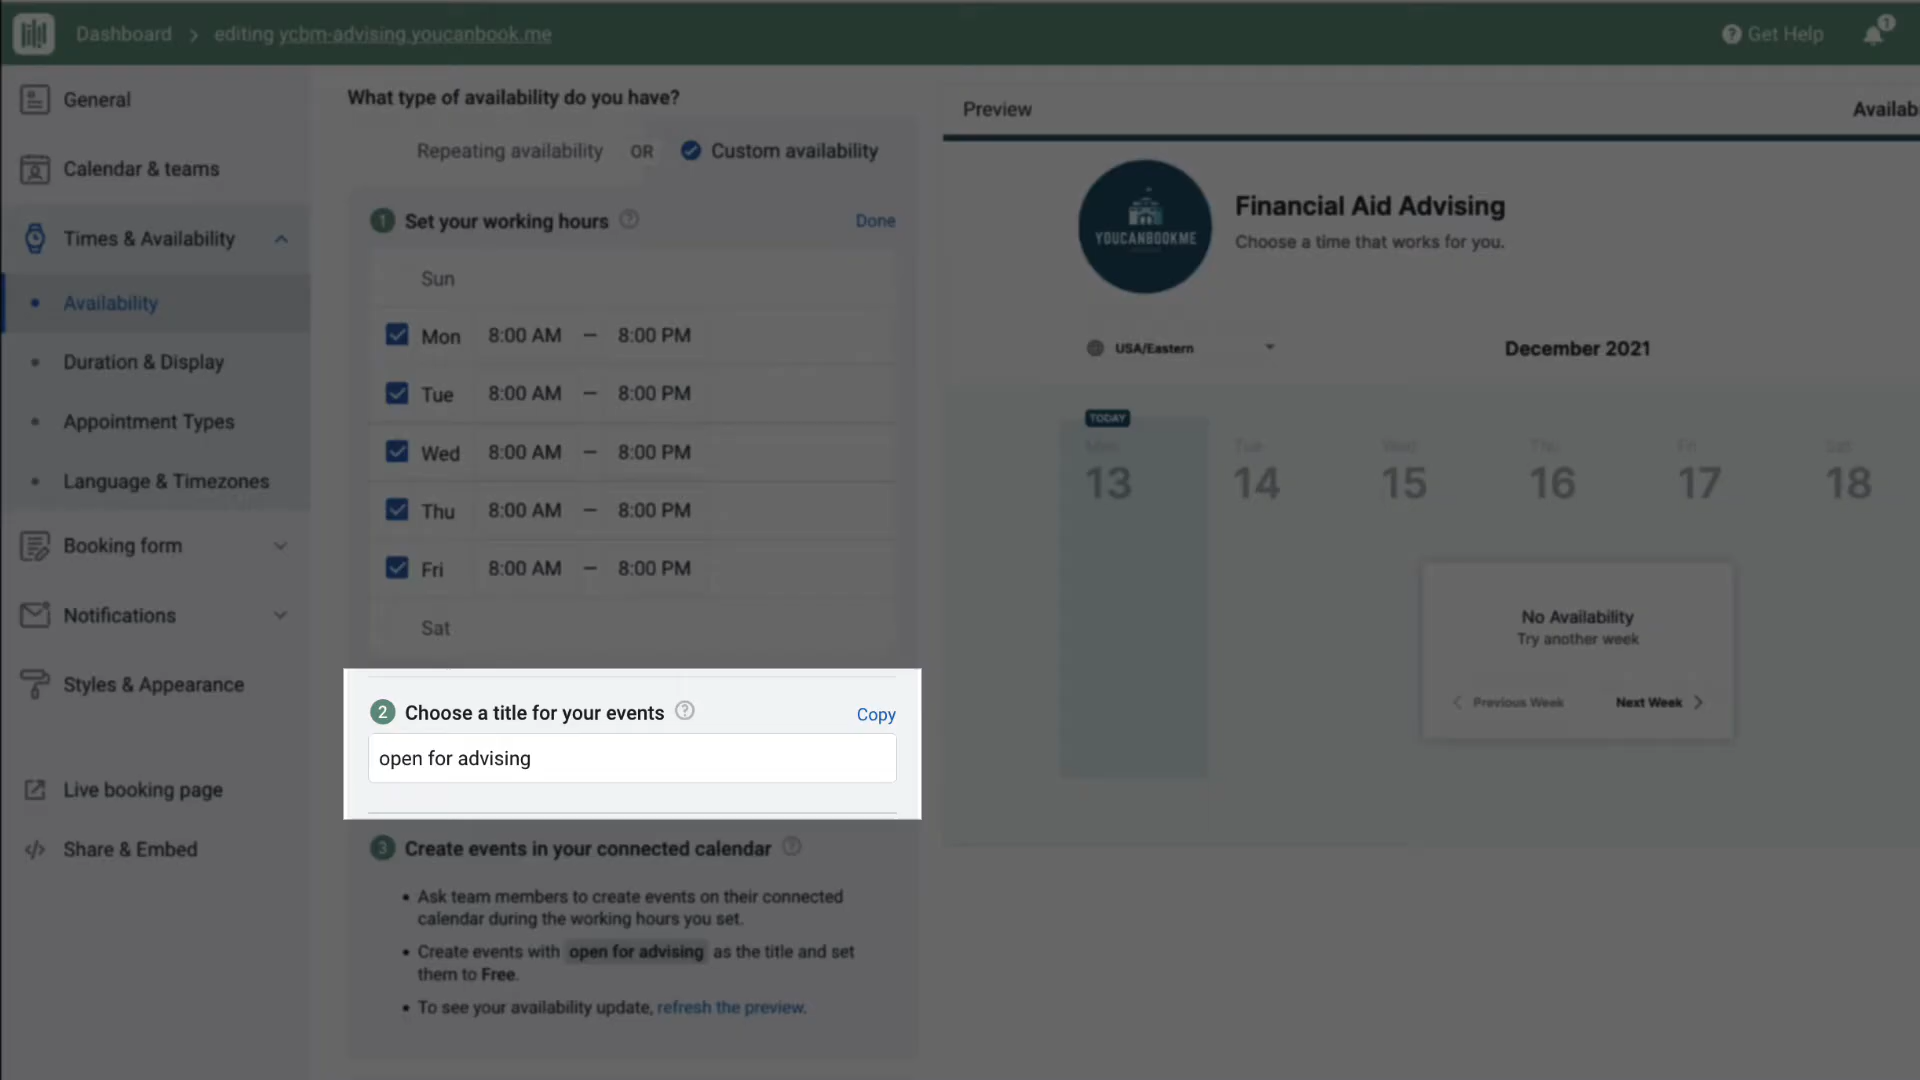 Dashboard > editing ycbm-advising.youcanbook.me
Get Help
1
General
Calendar & teams
Times & Availability
Availability
Duration & Display
Appointment Types
Language & Timezones
Booking form
Notifications
Styles & Appearance
Live booking page
Share & Embed
What type of availability do you have?
Repeating availability OR Custom availability
1 Set your working hours ? Done
Sun
Mon 8:00 AM – 8:00 PM
Tue 8:00 AM – 8:00 PM
Wed 8:00 AM – 8:00 PM
Thu 8:00 AM – 8:00 PM
Fri 8:00 AM – 8:00 PM
Sat
2 Choose a title for your events ? Copy
open for advising
3 Create events in your connected calendar ?
• Ask team members to create events on their connected
calendar during the working hours you set.
• Create events with open for advising as the title and set
them to Free.
• To see your availability update, refresh the preview.
Preview
Availab
YOUCANBOOKME
Financial Aid Advising
Choose a time that works for you.
USA/Eastern
December 2021
TODAY
Mon Tue Wed Thu Fri Sat
13 14 15 16 17 18
No Availability
Try another week
Previous Week Next Week